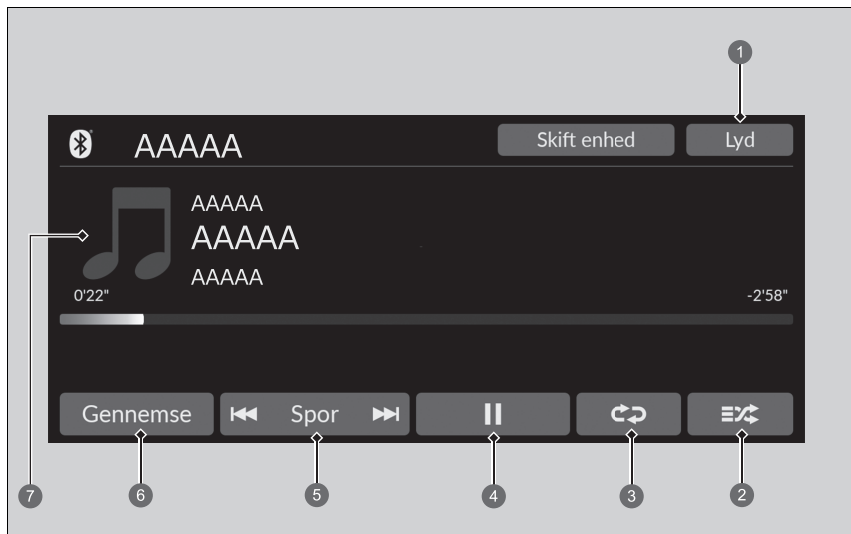 1
AAAAA
Skift enhed
Lyd
AAAAA
AAAAA
AAAAA
7
0'22"
-2'58"
Gennemse
Spor
6
5
4
3
2